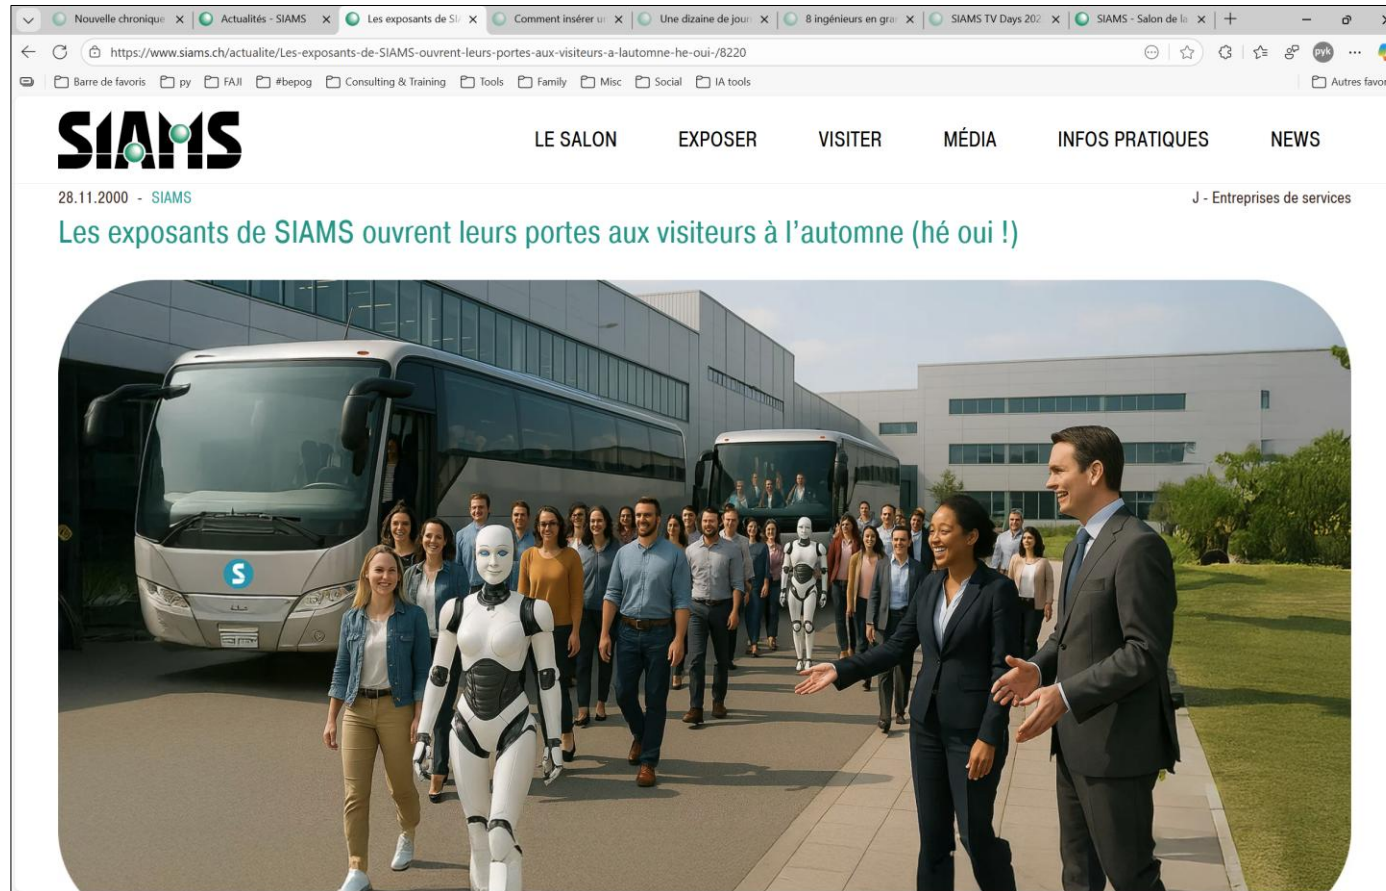 Nouvelle chronique
Actualités - SIAMS
Les exposants de SI
Comment insérer u
Une dizaine de jour
8 ingénieurs en gra
SIAMS TV Days 202
SIAMS - Salon de la
https://www.siams.ch/actualite/Les-exposants-de-SIAMS-ouvrent-leurs-portes-aux-visiteurs-a-lautomne-he-oui-/8220
pyk
Barre de favoris
py
FAJI
#bepog
Consulting & Training
Tools
Family
Misc
Social
IA tools
Autres favor
SIAMS
LE SALON
EXPOSER
VISITER
MÉDIA
INFOS PRATIQUES
NEWS
28.11.2000 - SIAMS
J - Entreprises de services
Les exposants de SIAMS ouvrent leurs portes aux visiteurs à l’automne (hé oui !)
S